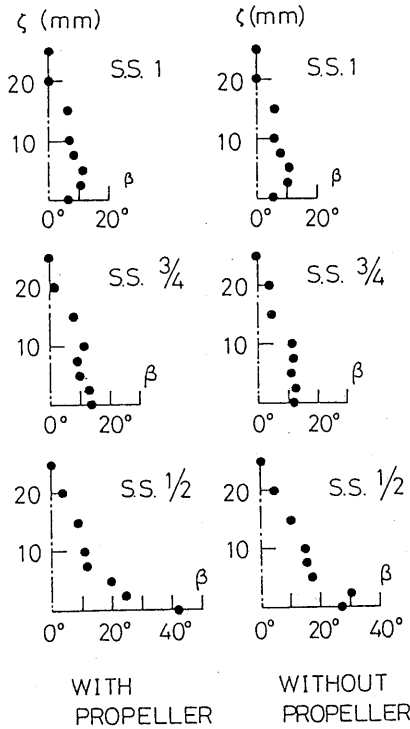 ζ (mm) ζ(mm)
S.S. 1 S.S. 1
20 20
10 10
β β
0° 20° 0° 20°
S.S. 3/4 S.S. 3/4
20 20
10 10
β β
0° 20° 0° 20°
S.S. 1/2 S.S. 1/2
20 20
10 10
β β
0° 20° 40° 0° 20° 40°
WITH WITHOUT
PROPELLER PROPELLER